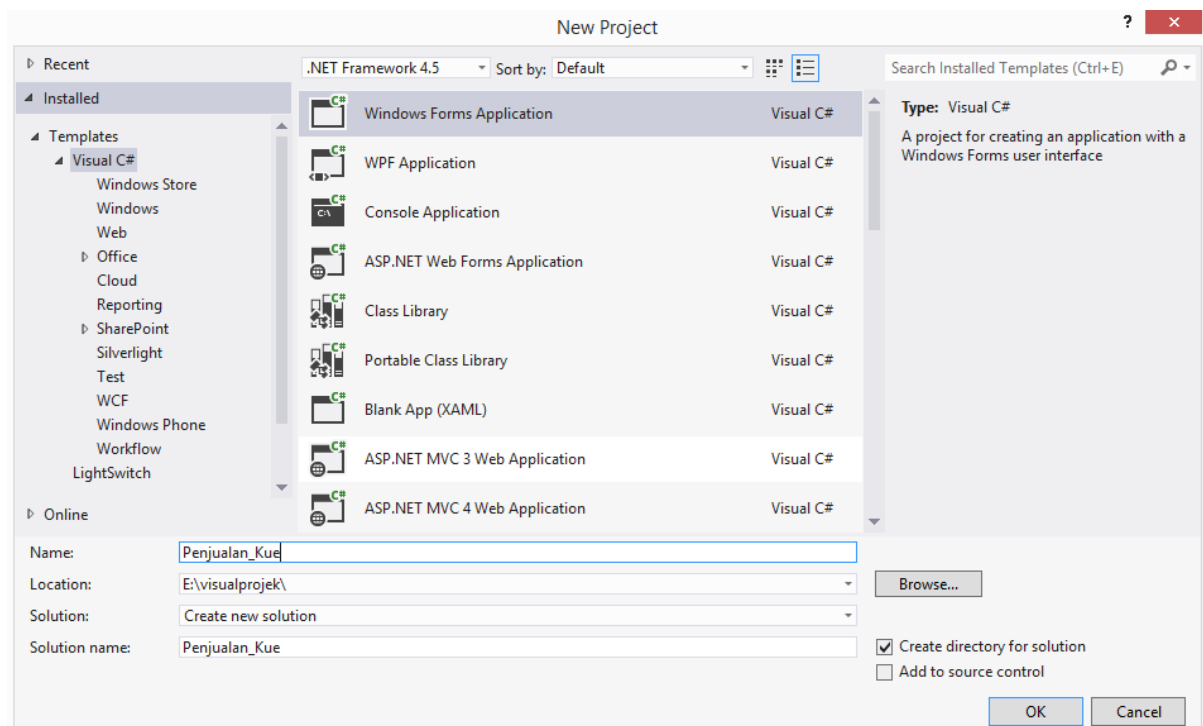 New Project
?
Recent
Installed
Templates
Visual C#
Windows Store
Windows
Web
Office
Cloud
Reporting
SharePoint
Silverlight
Test
WCF
Windows Phone
Workflow
LightSwitch
Online
.NET Framework 4.5 Sort by: Default
C# Windows Forms Application Visual C#
C# WPF Application Visual C#
C# C:\ Console Application Visual C#
C# ASP.NET Web Forms Application Visual C#
C# Class Library Visual C#
C# Portable Class Library Visual C#
C# Blank App (XAML) Visual C#
C# ASP.NET MVC 3 Web Application Visual C#
C# ASP.NET MVC 4 Web Application Visual C#
Search Installed Templates (Ctrl+E)
Type: Visual C#
A project for creating an application with a
Windows Forms user interface
Name: Penjualan_Kue
Location: E:\visualprojek\ Browse...
Solution: Create new solution
Solution name: Penjualan_Kue
Create directory for solution
Add to source control
OK Cancel